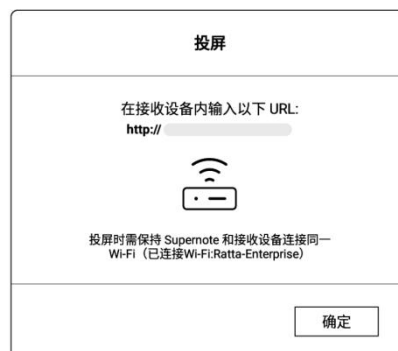 投屏
在接收设备内输入以下 URL:
http://
投屏时需保持 Supernote 和接收设备连接同一
Wi-Fi（已连接Wi-Fi:Ratta-Enterprise）
确定